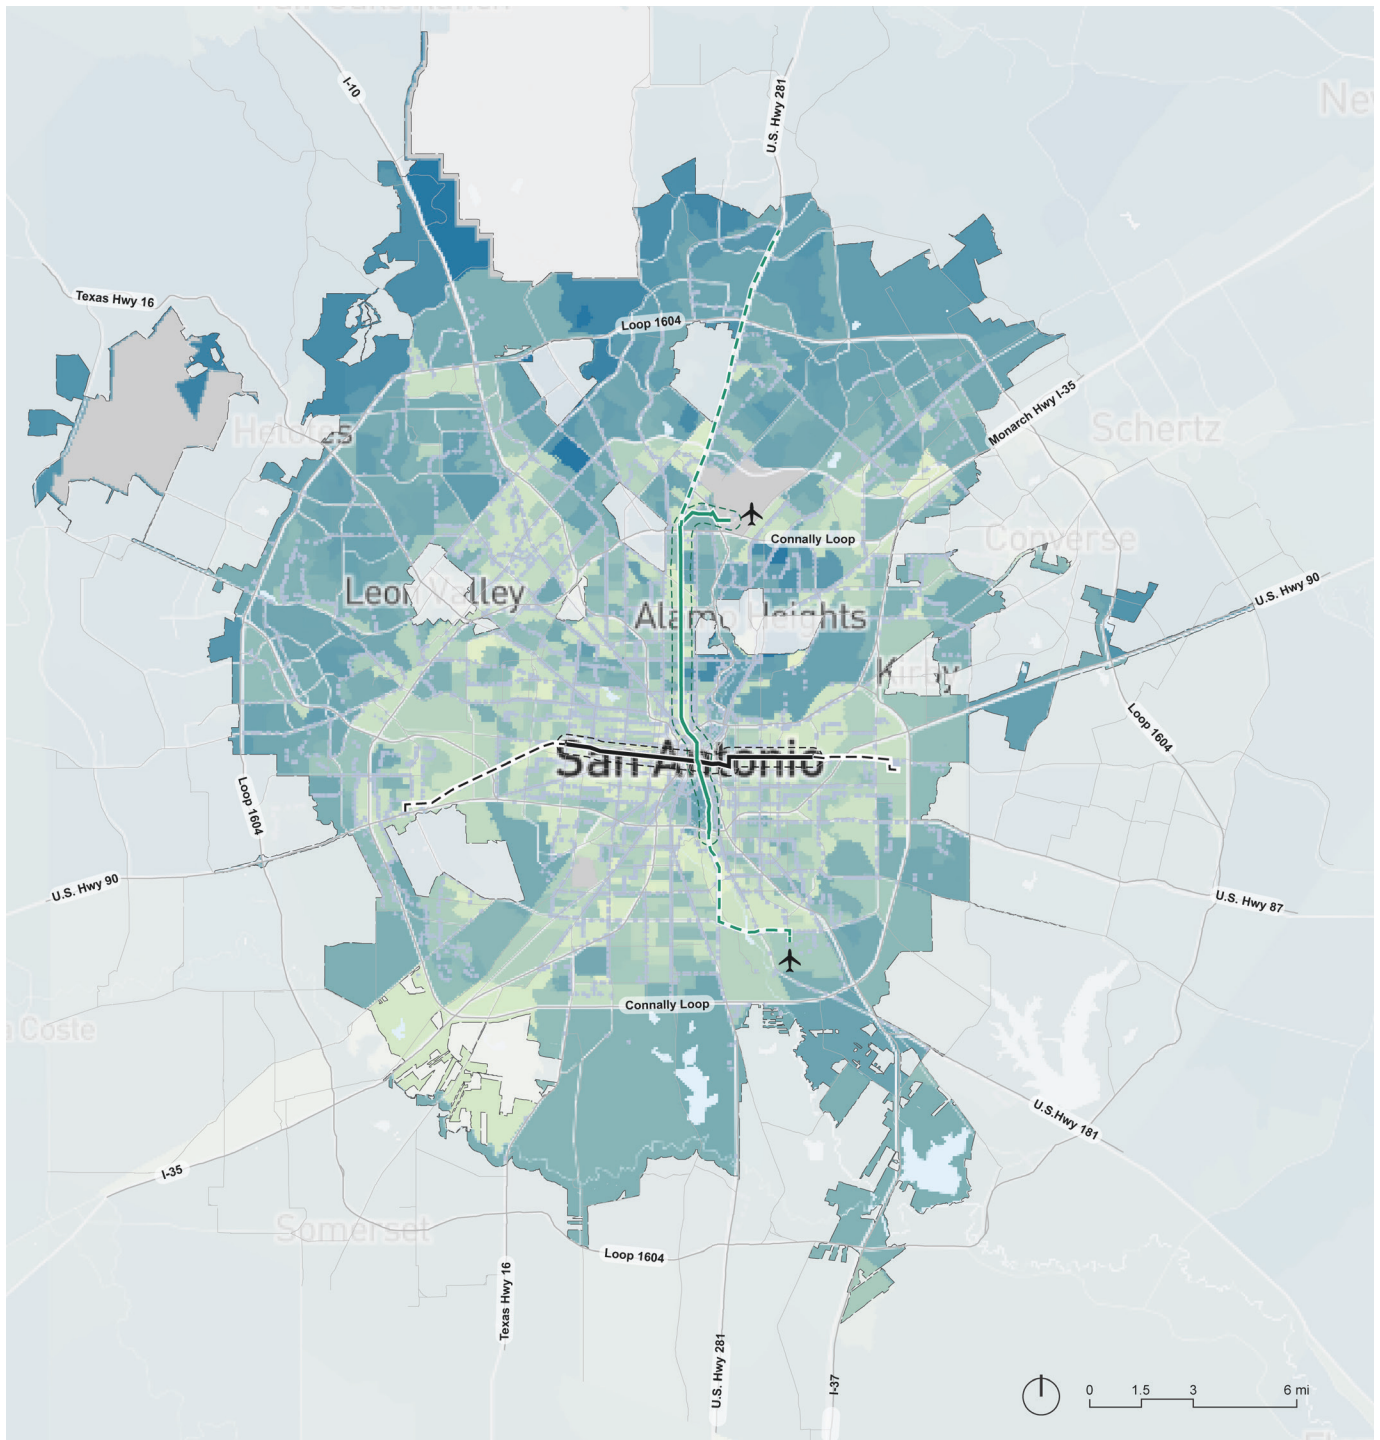 I-10
U.S. Hwy 281
Texas Hwy 16
Loop 1604
Helotes
Monarch Hwy I-35
Schertz
Connally Loop
Converse
Leon Valley
Alamo Heights
U.S. Hwy 90
Kirby
Loop 1604
San Antonio
Loop 1604
U.S. Hwy 90
U.S. Hwy 87
Connally Loop
Coste
U.S.Hwy 181
I-35
Somerset
Loop 1604
Texas Hwy 16
U.S. Hwy 281
I-37
0 1.5 3 6 mi